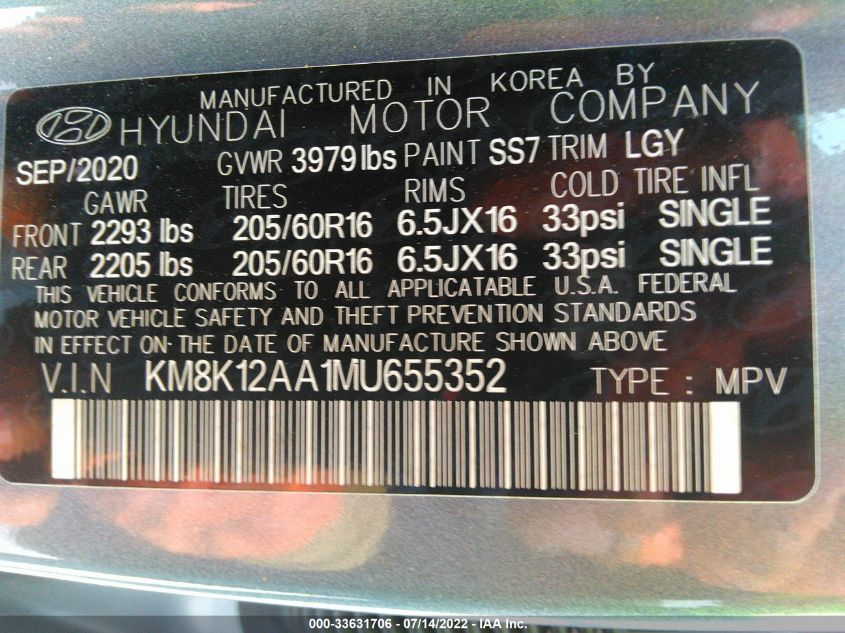 MANUFACTURED IN KOREA BY
HYUNDAI MOTOR COMPANY
SEP/2020 GVWR 3979lbs PAINT SS7 TRIM LGY
GAWR TIRES RIMS COLD TIRE INFL
FRONT 2293 lbs 205/60R16 6.5JX16 33psi SINGLE
REAR 2205 lbs 205/60R16 6.5JX16 33psi SINGLE
THIS VEHICLE CONFORMS TO ALL APPLICATABLE U.S.A. FEDERAL
MOTOR VEHICLE SAFETY AND THEFT PREVENTION STANDARDS
IN EFFECT ON THE DATE OF MANUFACTURE SHOWN ABOVE
V.I.N KM8K12AA1MU655352 TYPE : MPV
000-33631706 - 07/14/2022 - IAA Inc.